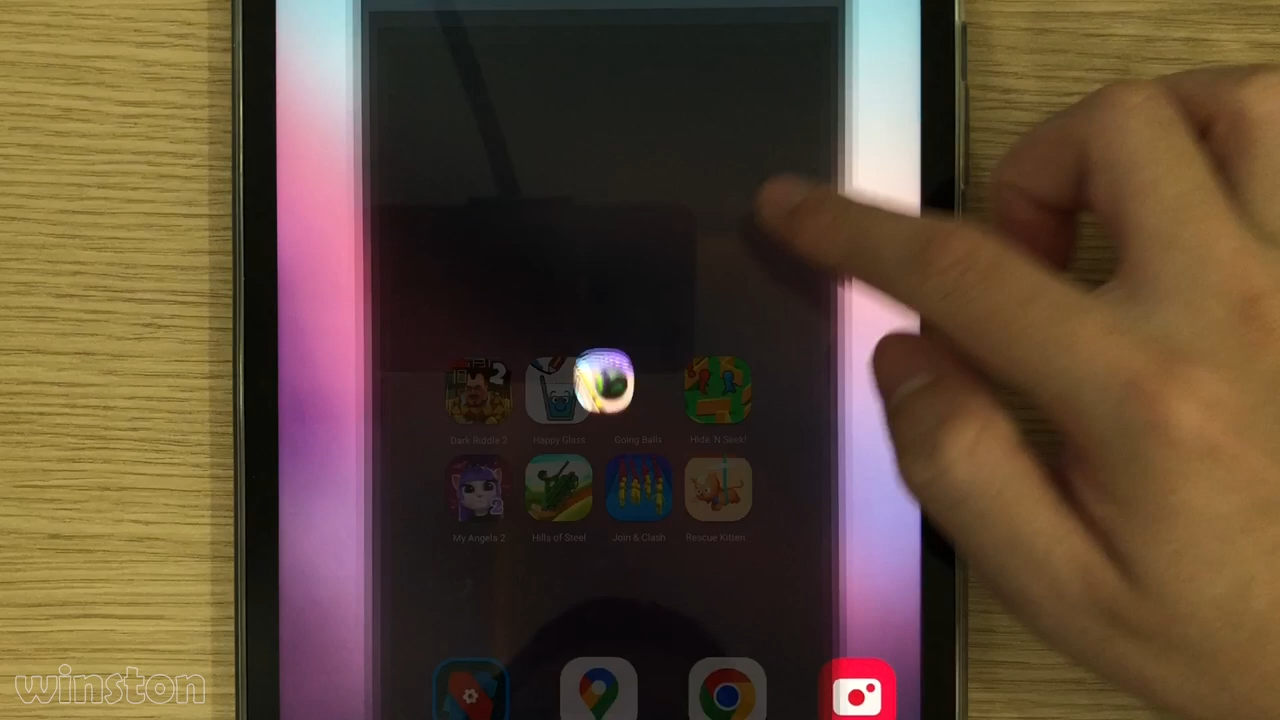 Dark Riddle 2 Happy Glass Going Balls Hide 'N Seek!
My Angela 2 Hills of Steel Join & Clash Rescue Kitten.
winston